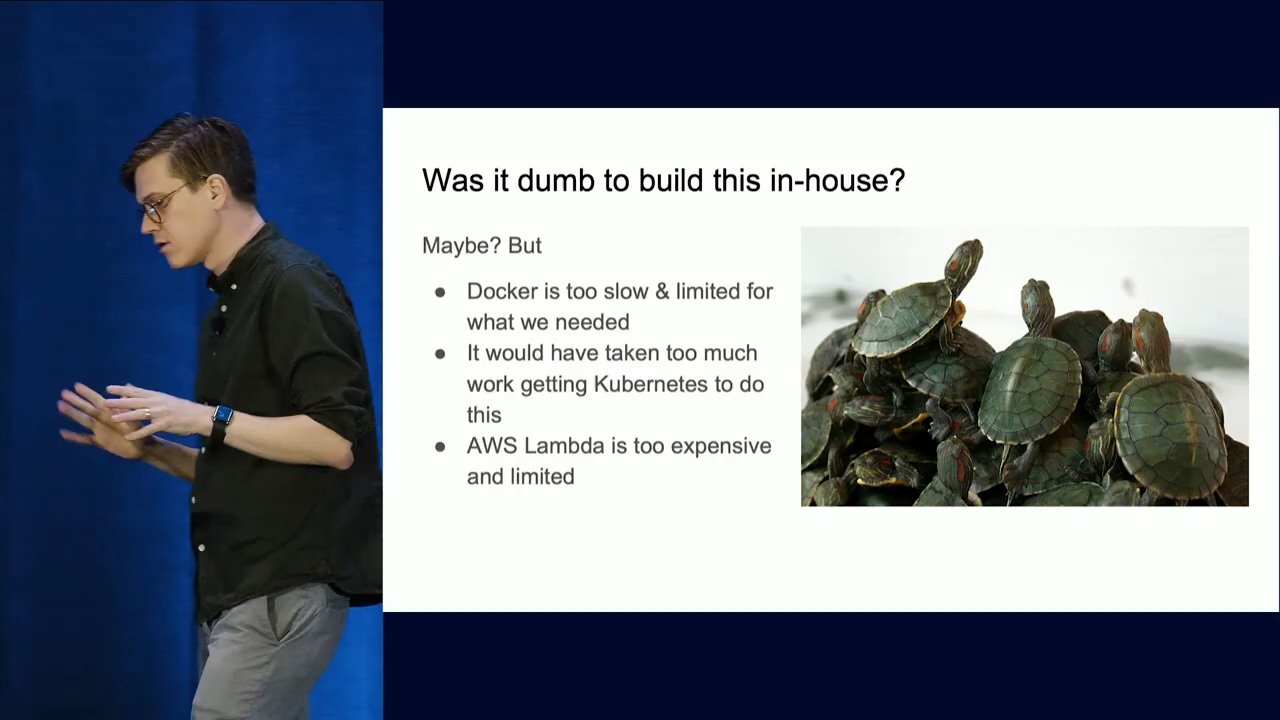 Was it dumb to build this in-house?
Maybe? But
● Docker is too slow & limited for
what we needed
● It would have taken too much
work getting Kubernetes to do
this
● AWS Lambda is too expensive
and limited